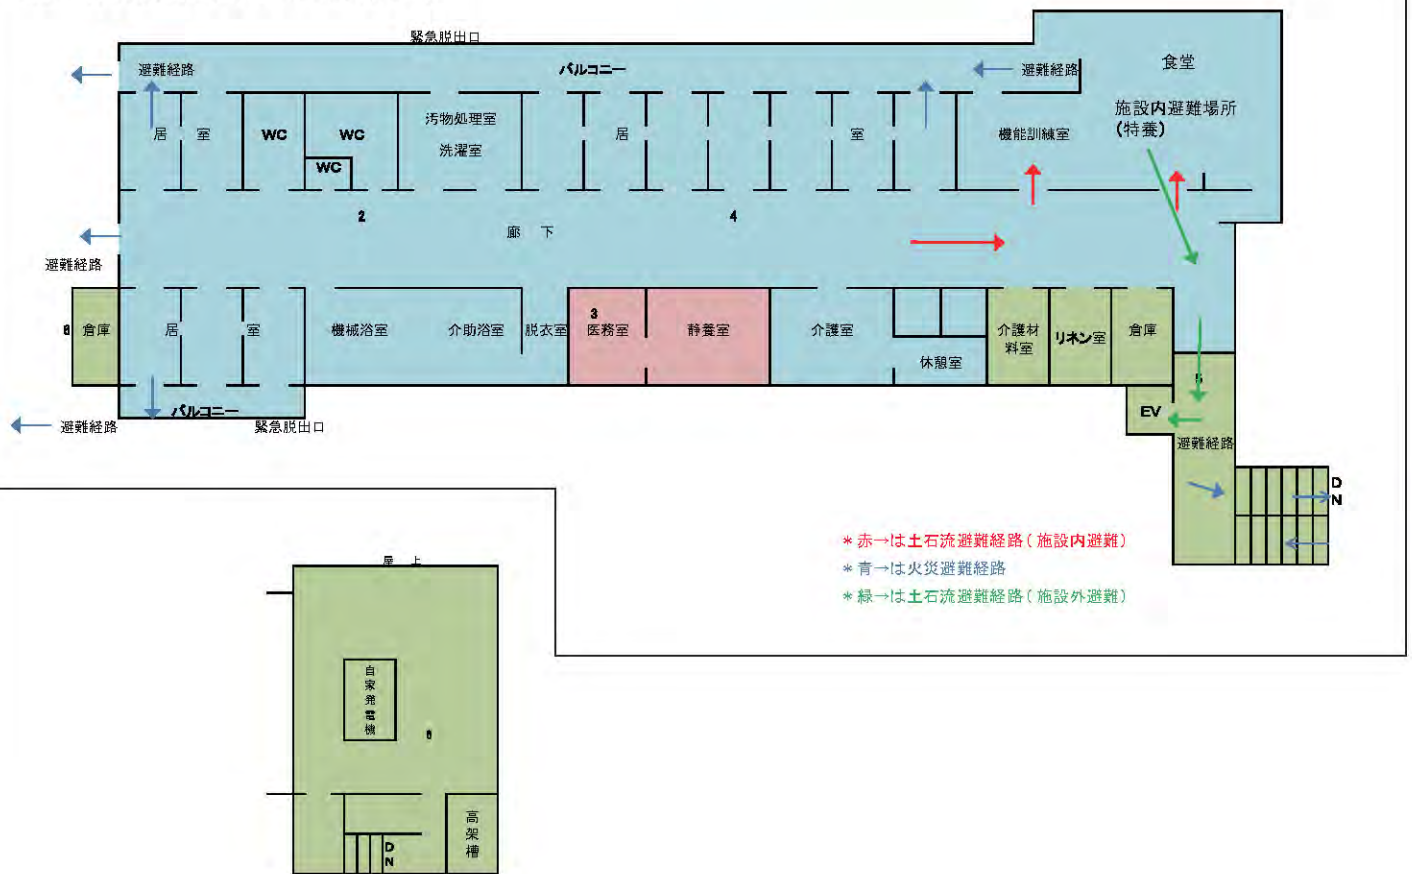 緊急脱出口
避難経路
バルコニー
避難経路
食堂
施設内避難場所
(特養)
居
室
WC
WC
WC
汚物処理室
洗濯室
居
室
機能訓練室
2
4
廊 下
避難経路
倉庫
居
室
機械浴室
介助浴室
脱衣室
3
医務室
静養室
介護室
休憩室
介護材
料室
リネン室
倉庫
5
EV
避難経路
バルコニー
避難経路
緊急脱出口
D
N
*赤→は土石流避難経路(施設内避難)
*青→は火災避難経路
*緑→は土石流避難経路(施設外避難)
屋 上
自
家
発
電
機
高
架
槽
D
N